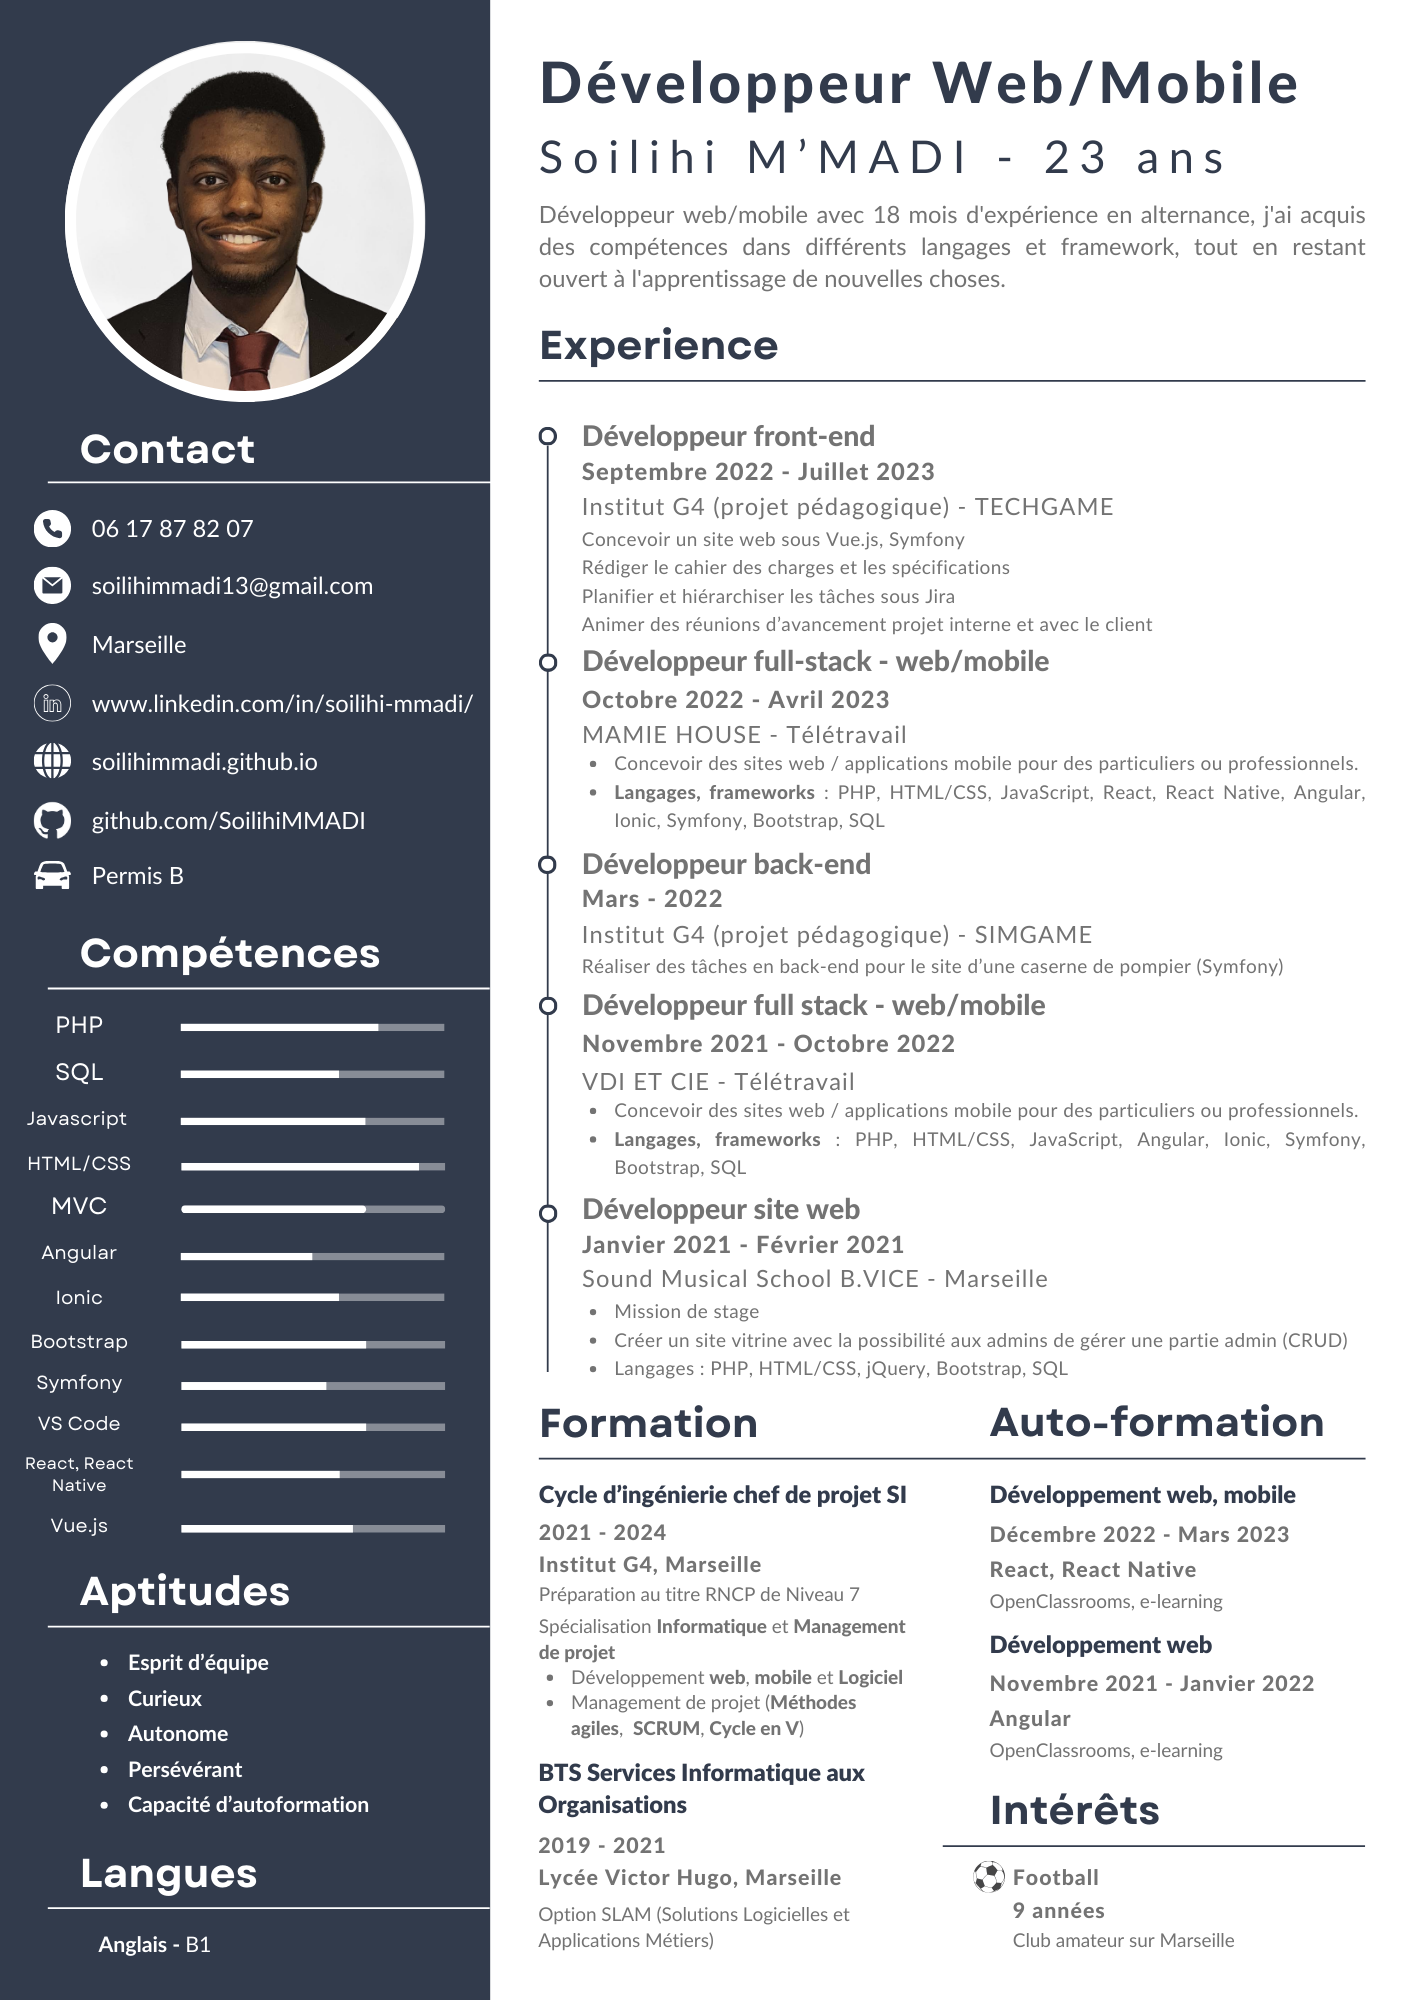 Contact
06 17 87 82 07
soilihimmadi13@gmail.com
Marseille
www.linkedin.com/in/soilihi-mmadi/
soilihimmadi.github.io
github.com/SoilihiMMADI
Permis B
Compétences
PHP
SQL
Javascript
HTML/CSS
MVC
Angular
Ionic
Bootstrap
Symfony
VS Code
React, React
Native
Vue.js
Aptitudes
• Esprit d’équipe
• Curieux
• Autonome
• Persévérant
• Capacité d’autoformation
Langues
Anglais - B1
Développeur Web/Mobile
Soilihi M’MADI - 23 ans
Développeur web/mobile avec 18 mois d'expérience en alternance, j'ai acquis
des compétences dans différents langages et framework, tout en restant
ouvert à l'apprentissage de nouvelles choses.
Experience
Développeur front-end
Septembre 2022 - Juillet 2023
Institut G4 (projet pédagogique) - TECHGAME
Concevoir un site web sous Vue.js, Symfony
Rédiger le cahier des charges et les spécifications
Planifier et hiérarchiser les tâches sous Jira
Animer des réunions d’avancement projet interne et avec le client
Développeur full-stack - web/mobile
Octobre 2022 - Avril 2023
MAMIE HOUSE - Télétravail
• Concevoir des sites web / applications mobile pour des particuliers ou professionnels.
• Langages, frameworks : PHP, HTML/CSS, JavaScript, React, React Native, Angular,
Ionic, Symfony, Bootstrap, SQL
Développeur back-end
Mars - 2022
Institut G4 (projet pédagogique) - SIMGAME
Réaliser des tâches en back-end pour le site d’une caserne de pompier (Symfony)
Développeur full stack - web/mobile
Novembre 2021 - Octobre 2022
VDI ET CIE - Télétravail
• Concevoir des sites web / applications mobile pour des particuliers ou professionnels.
• Langages, frameworks : PHP, HTML/CSS, JavaScript, Angular, Ionic, Symfony,
Bootstrap, SQL
Développeur site web
Janvier 2021 - Février 2021
Sound Musical School B.VICE - Marseille
• Mission de stage
• Créer un site vitrine avec la possibilité aux admins de gérer une partie admin (CRUD)
• Langages : PHP, HTML/CSS, jQuery, Bootstrap, SQL
Formation
Cycle d’ingénierie chef de projet SI
2021 - 2024
Institut G4, Marseille
Préparation au titre RNCP de Niveau 7
Spécialisation Informatique et Management
de projet
• Développement web, mobile et Logiciel
• Management de projet (Méthodes
agiles, SCRUM, Cycle en V)
BTS Services Informatique aux
Organisations
2019 - 2021
Lycée Victor Hugo, Marseille
Option SLAM (Solutions Logicielles et
Applications Métiers)
Auto-formation
Développement web, mobile
Décembre 2022 - Mars 2023
React, React Native
OpenClassrooms, e-learning
Développement web
Novembre 2021 - Janvier 2022
Angular
OpenClassrooms, e-learning
Intérêts
Football
9 années
Club amateur sur Marseille